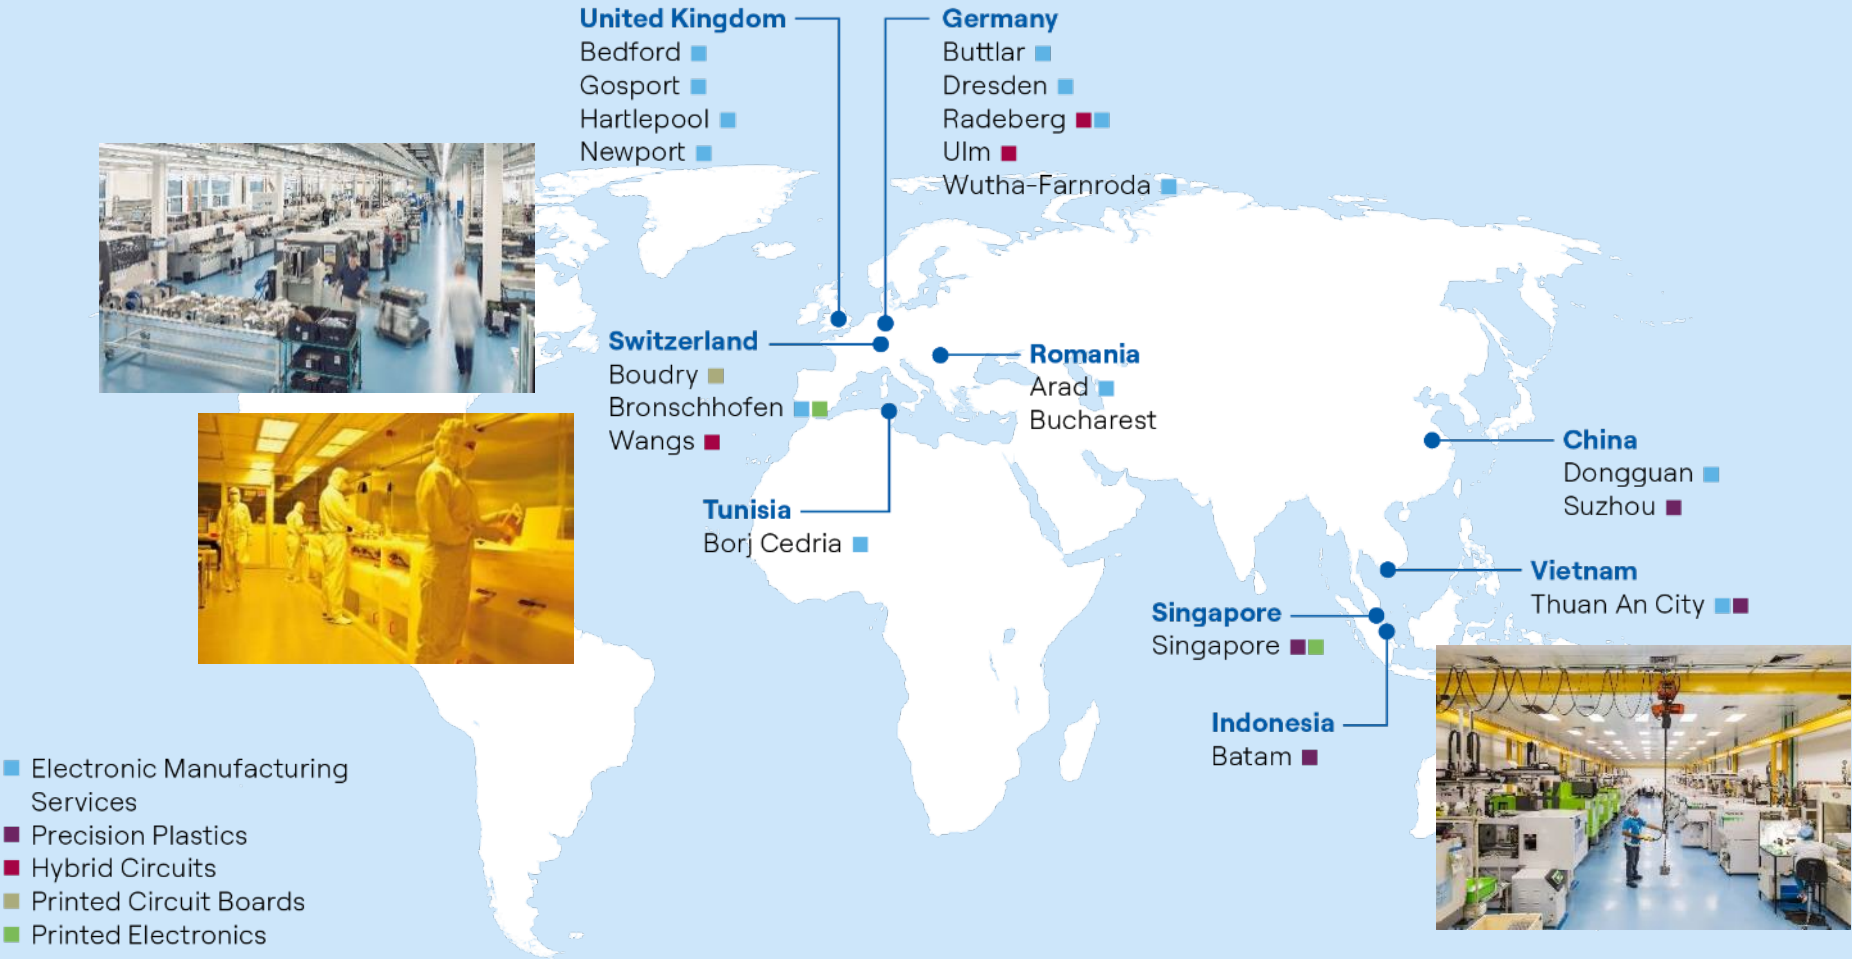 United Kingdom
Bedford
Gosport
Hartlepool
Newport
Germany
Buttlar
Dresden
Radeberg
Ulm
Wutha-Farnroda
Switzerland
Boudry
Bronschhofen
Wangs
Romania
Arad
Bucharest
Tunisia
Borj Cedria
China
Dongguan
Suzhou
Vietnam
Thuan An City
Singapore
Singapore
Indonesia
Batam
Electronic Manufacturing
Services
Precision Plastics
Hybrid Circuits
Printed Circuit Boards
Printed Electronics